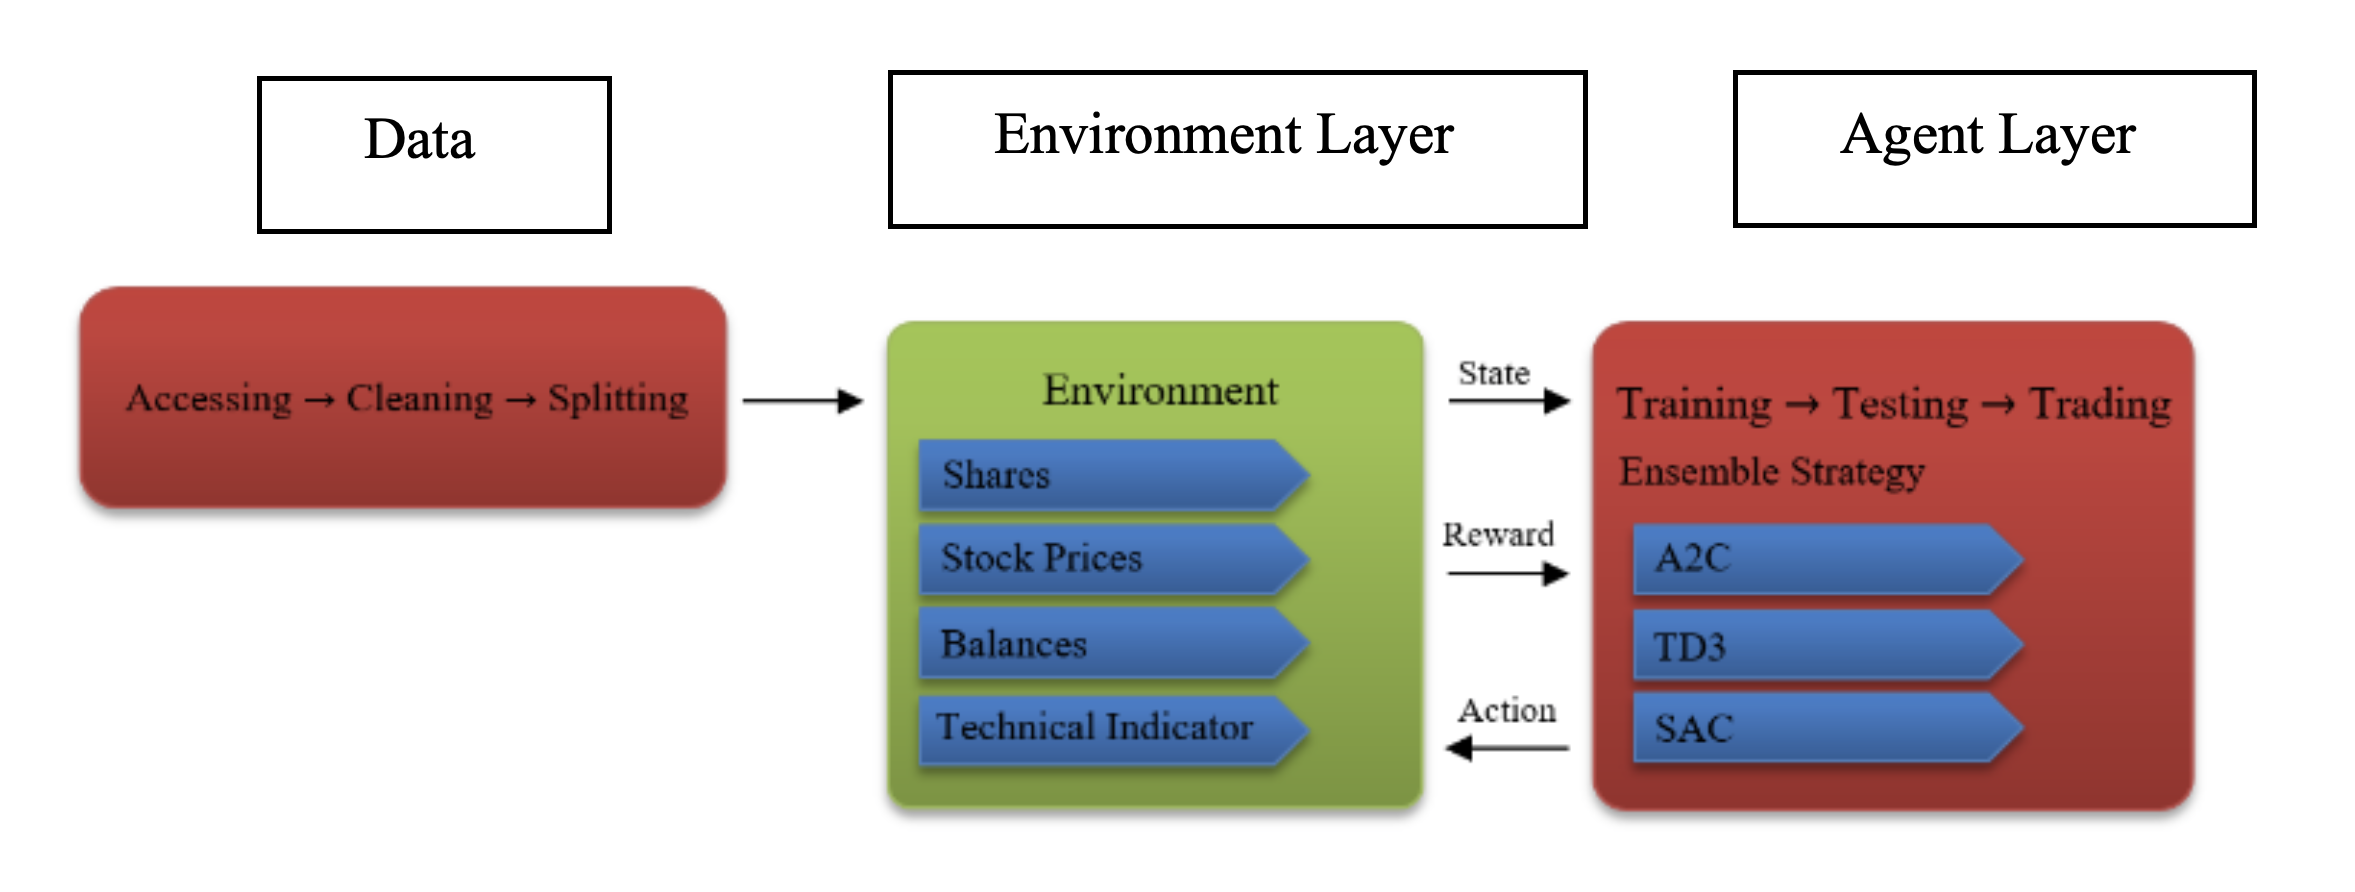 Data
Environment Layer
Agent Layer
Accessing → Cleaning → Splitting
Environment
Shares
Stock Prices
Balances
Technical Indicator
State
Reward
Action
Training → Testing → Trading
Ensemble Strategy
A2C
TD3
SAC